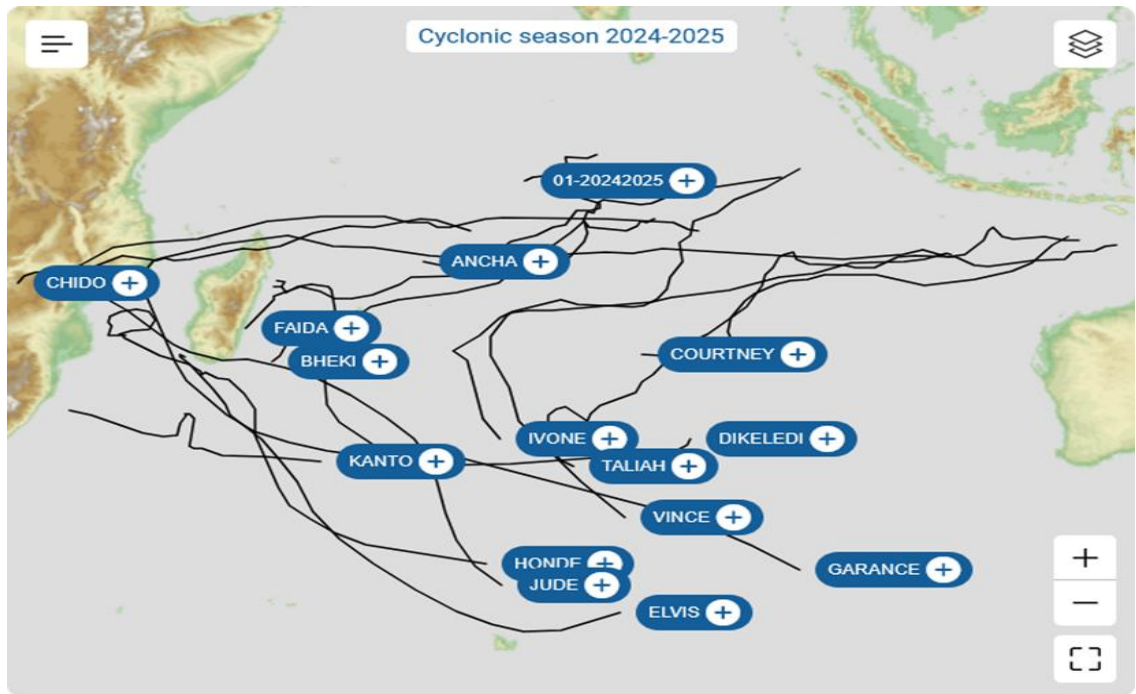 Cyclonic season 2024-2025
01-20242025
ANCHA
CHIDO
FAIDA
COURTNEY
BHEKI
IVONE
DIKELEDI
KANTO
TALIAH
VINCE
HONDE
GARANCE
JUDE
ELVIS